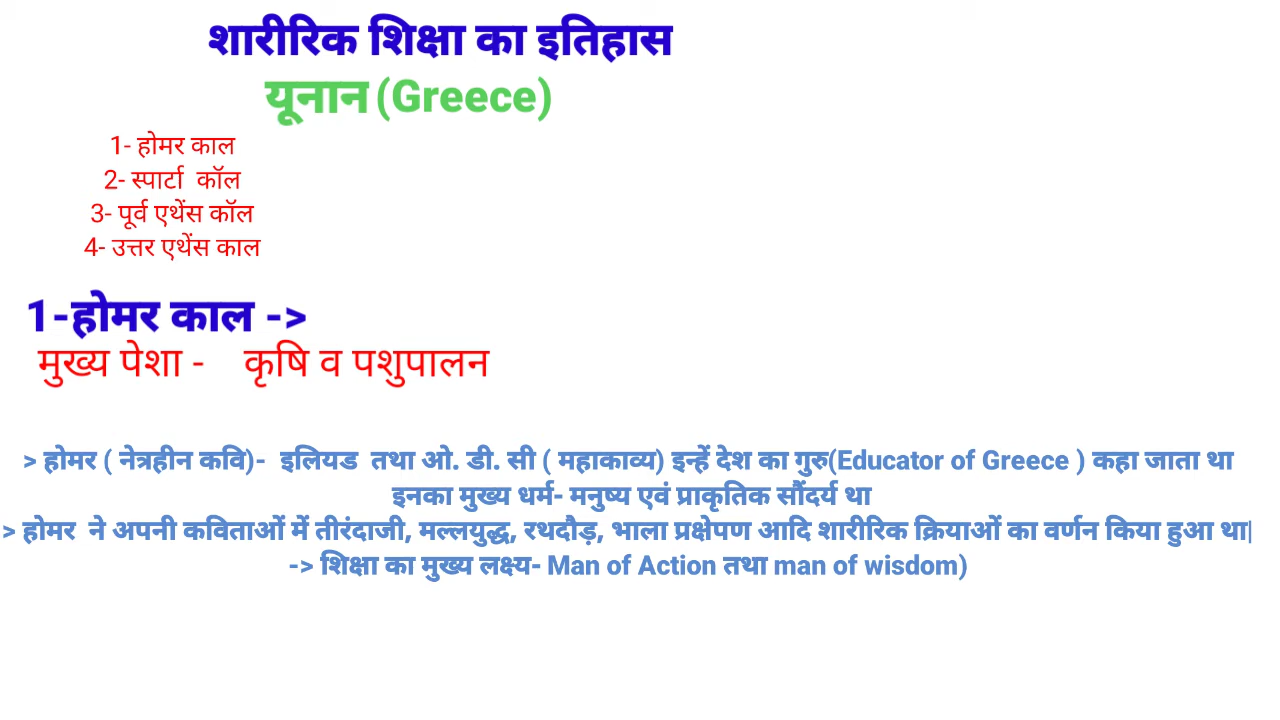 शारीरिक शिक्षा का इतिहास
यूनान (Greece)
1- होमर काल
2- स्पार्टा कॉल
3- पूर्व एथेंस कॉल
4- उत्तर एथेंस काल
1-होमर काल ->
मुख्य पेशा - कृषि व पशुपालन
> होमर ( नेत्रहीन कवि)- इलियड तथा ओ. डी. सी ( महाकाव्य) इन्हें देश का गुरु(Educator of Greece ) कहा जाता था
इनका मुख्य धर्म- मनुष्य एवं प्राकृतिक सौंदर्य था
> होमर ने अपनी कविताओं में तीरंदाजी, मल्लयुद्ध, रथदौड़, भाला प्रक्षेपण आदि शारीरिक क्रियाओं का वर्णन किया हुआ था|
-> शिक्षा का मुख्य लक्ष्य- Man of Action तथा man of wisdom)